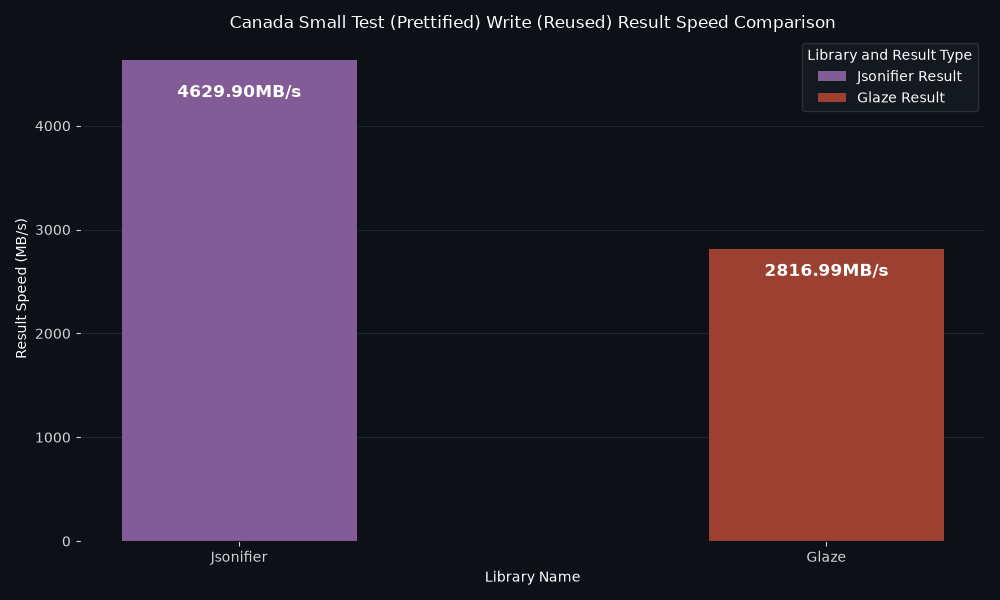 Canada Small Test (Prettified) Write (Reused) Result Speed Comparison
Library and Result Type
Jsonifier Result
Glaze Result
4629.90MB/s
2816.99MB/s
Result Speed (MB/s)
4000
3000
2000
1000
0
Jsonifier
Glaze
Library Name